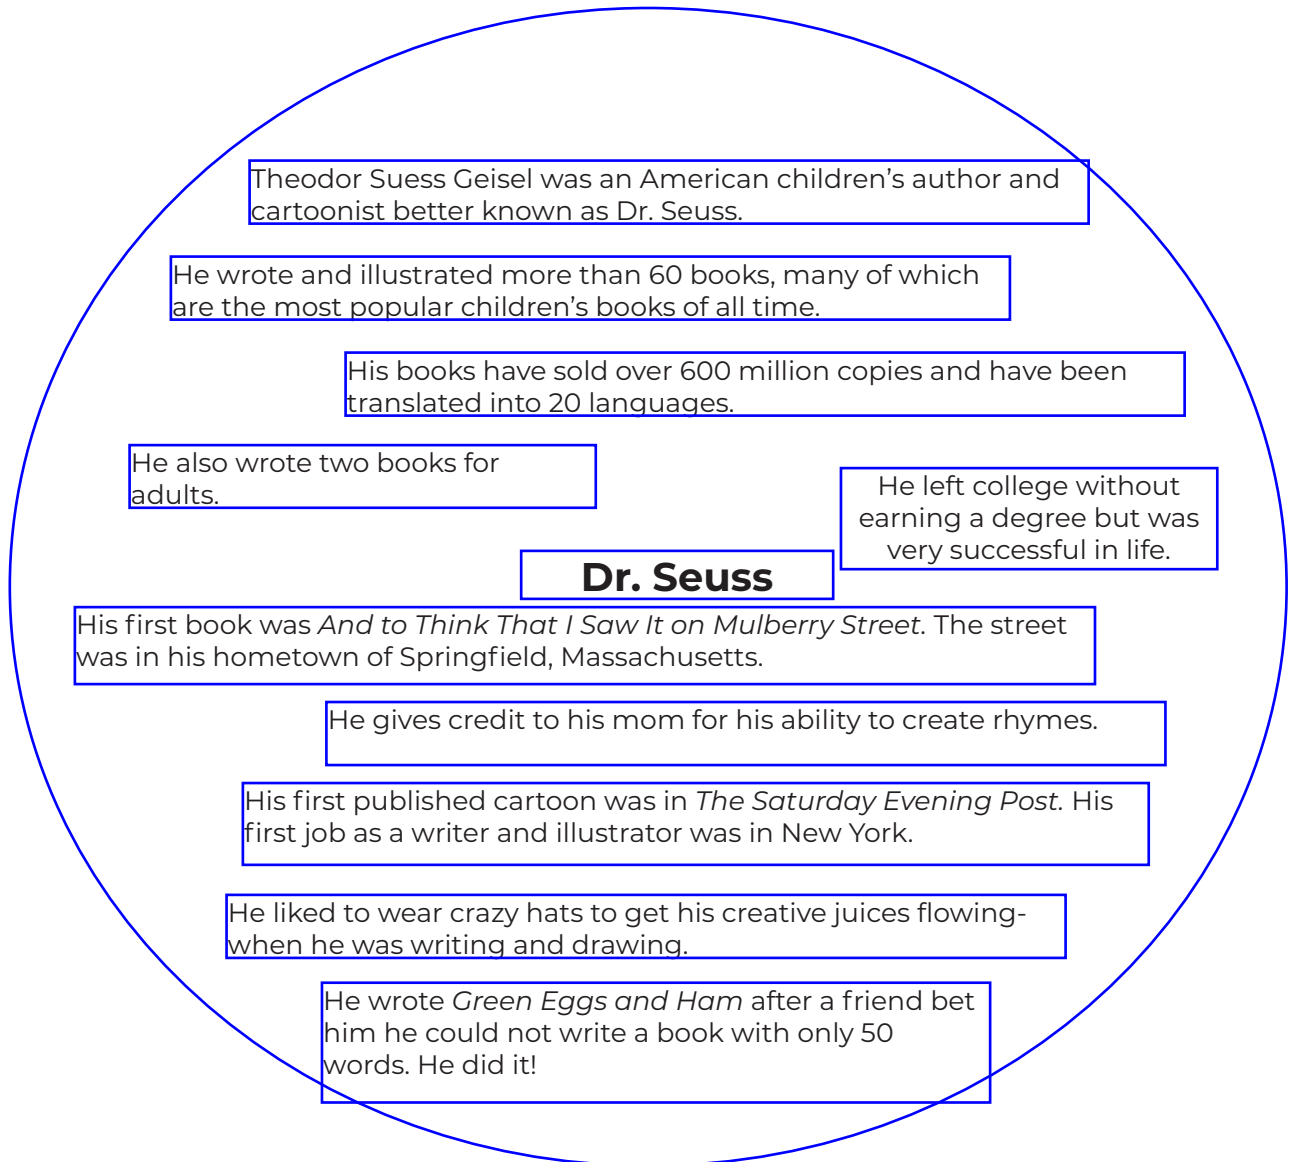 Theodor Suess Geisel was an American children's author and
cartoonist better known as Dr. Seuss.
He wrote and illustrated more than 60 books, many of which
are the most popular children's books of all time.
His books have sold over 600 million copies and have been
translated into 20 languages.
He also wrote two books for
adults.
He left college without
earning a degree but was
very successful in life.
Dr. Seuss
His first book was And to Think That I Saw It on Mulberry Street. The street
was in his hometown of Springfield, Massachusetts.
He gives credit to his mom for his ability to create rhymes.
His first published cartoon was in The Saturday Evening Post. His
first job as a writer and illustrator was in New York.
He liked to wear crazy hats to get his creative juices flowing-
when he was writing and drawing.
He wrote Green Eggs and Ham after a friend bet
him he could not write a book with only 50
words. He did it!